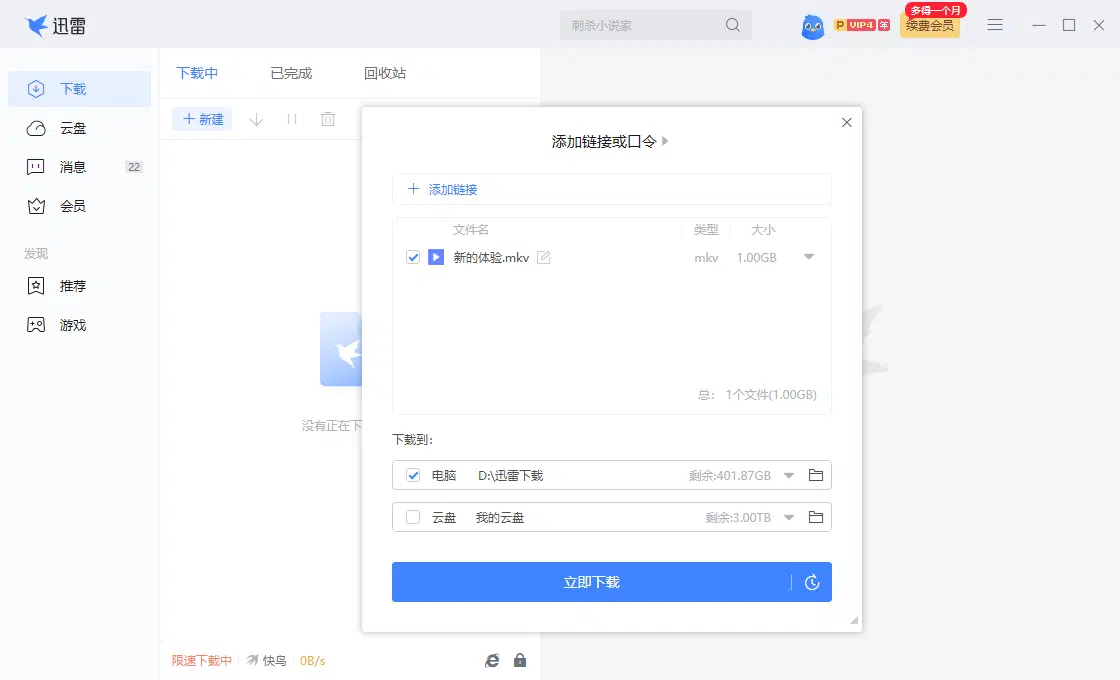 迅雷
刺杀小说家
P VIP4 年
多得一个月
续费会员
下载
云盘
消息 22
会员
发现
推荐
游戏
下载中 已完成 回收站
新建
没有正在下
添加链接或口令
添加链接
文件名 类型 大小
新的体验.mkv mkv 1.00GB
总: 1个文件(1.00GB)
下载到:
电脑 D:\迅雷下载 剩余:401.87GB
云盘 我的云盘 剩余:3.00TB
立即下载
限速下载中 快鸟 0B/s